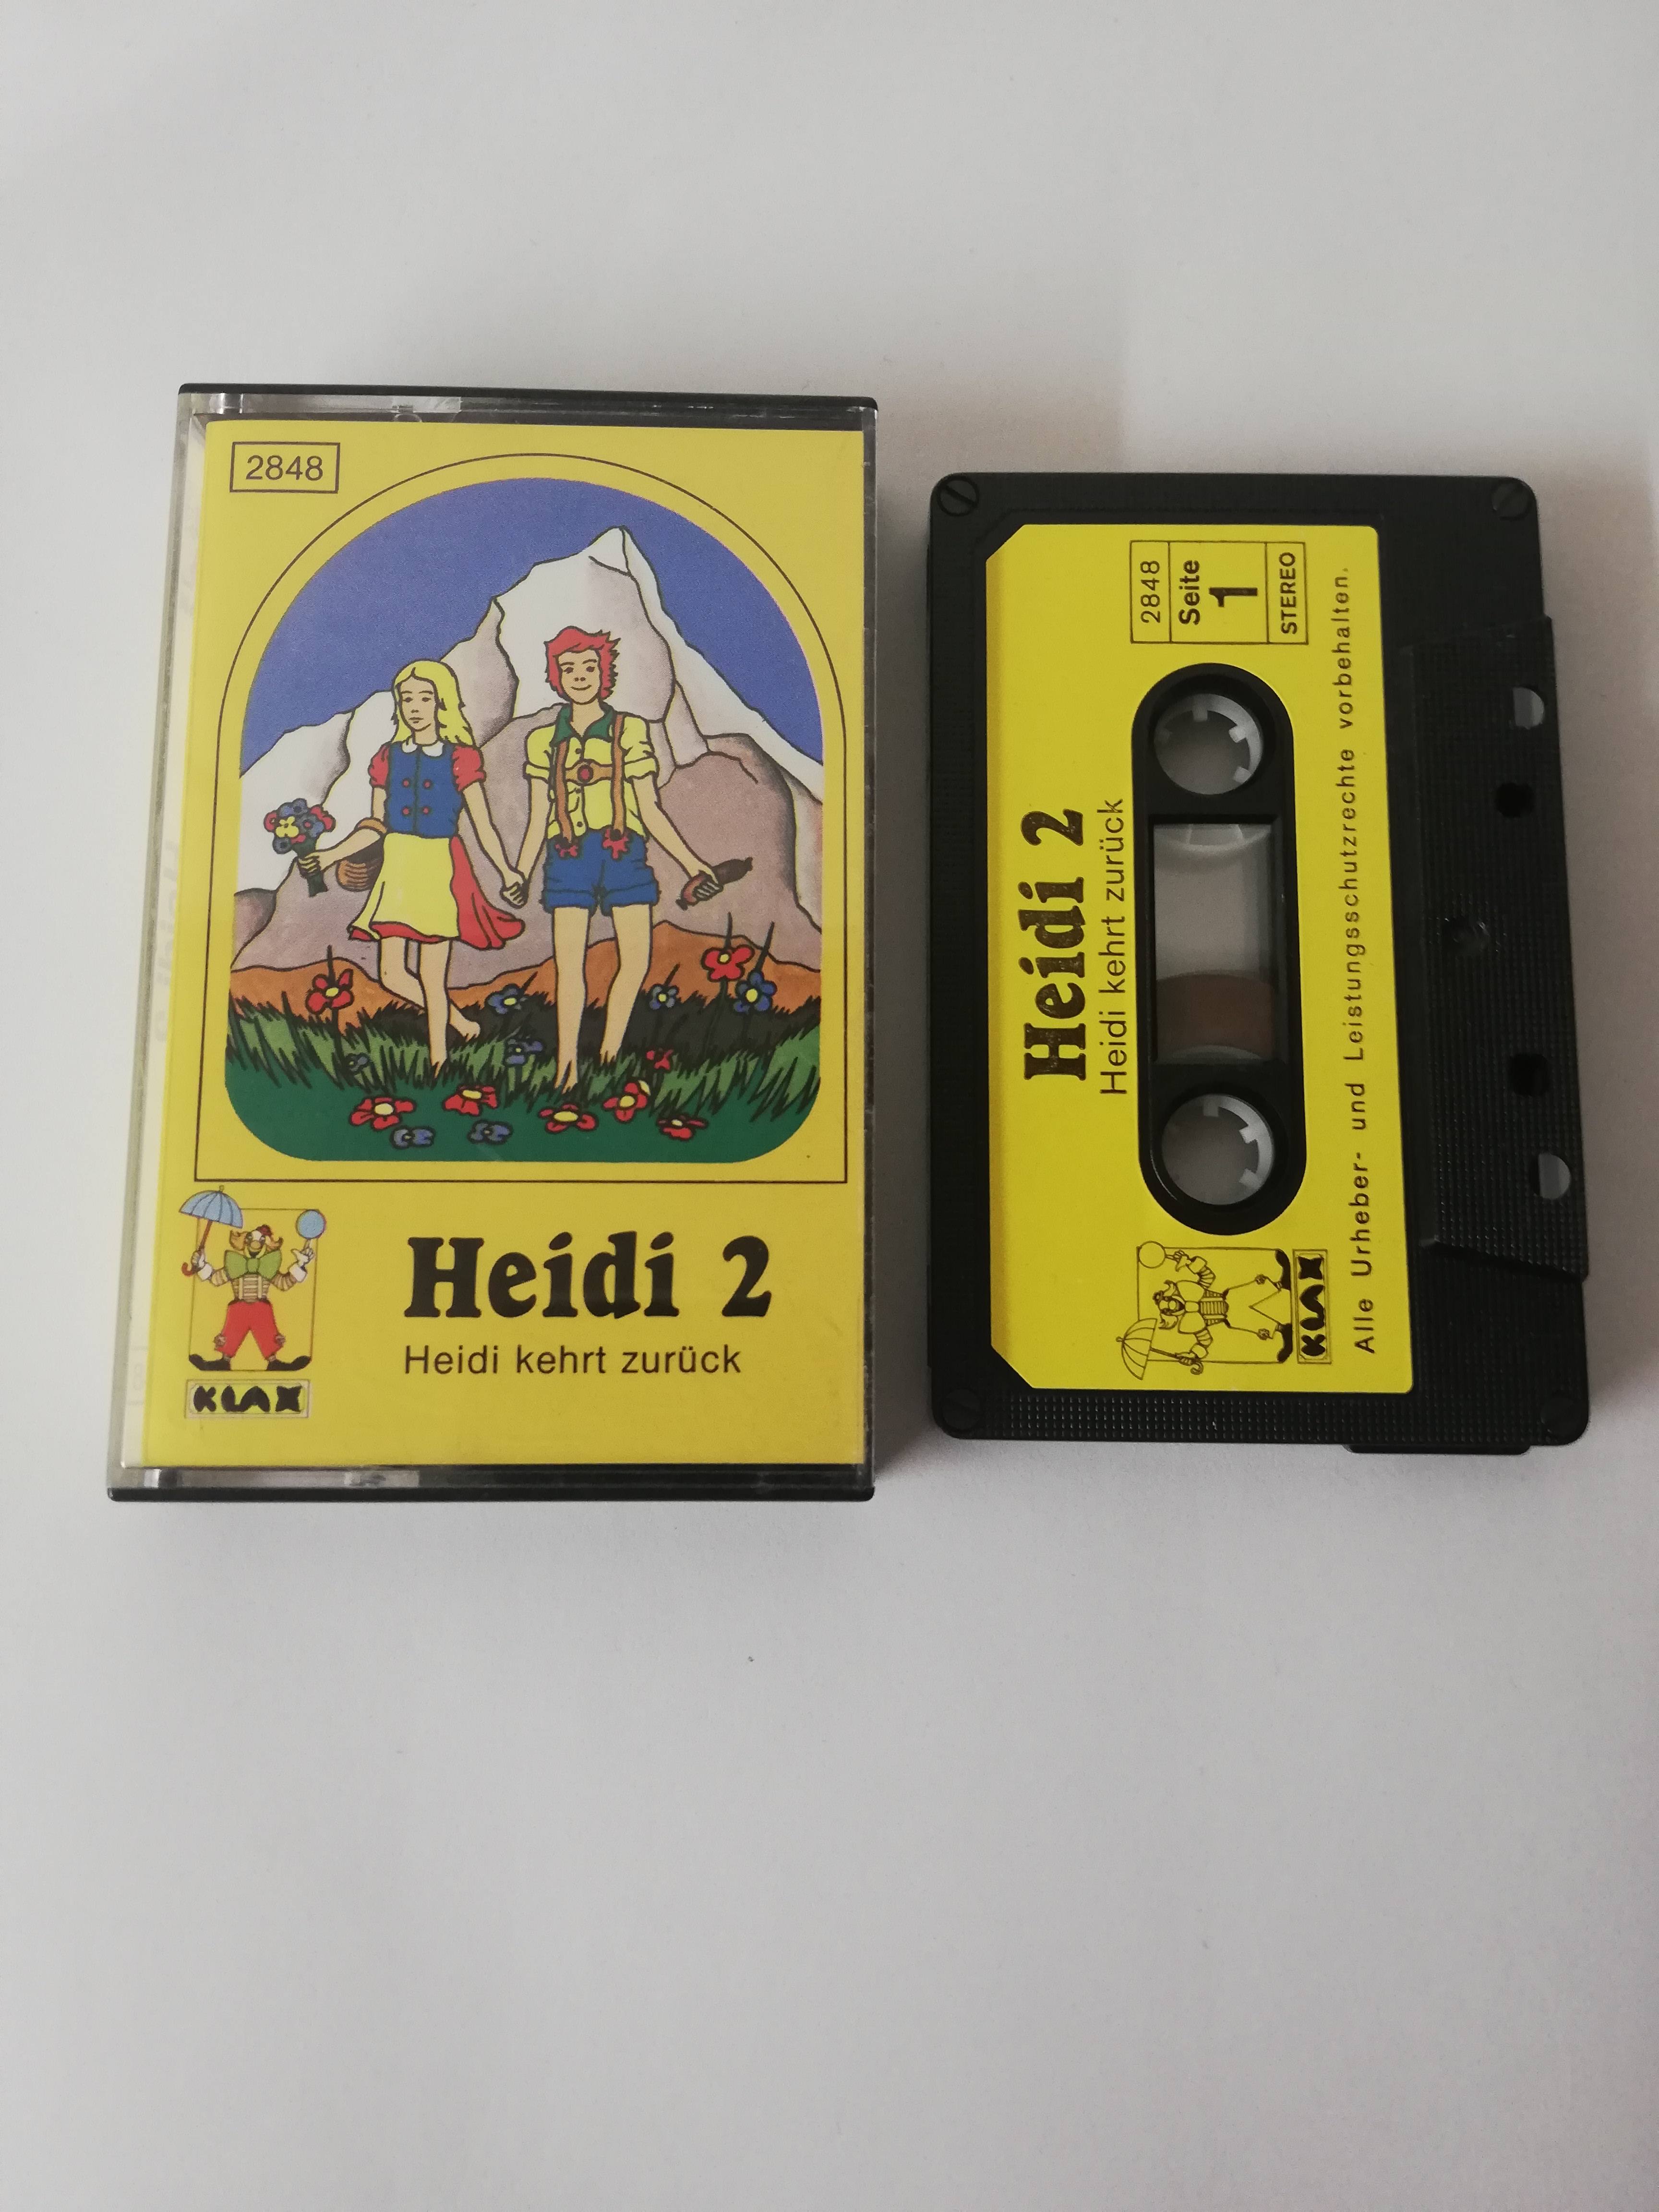 2848
Heidi 2
Heidi kehrt zurück
KLAX
Heidi 2
Heidi kehrt zurück
2848
Seite
1
STEREO
KLAX
Alle Urheber- und Leistungsschutzrechte vorbehalten.